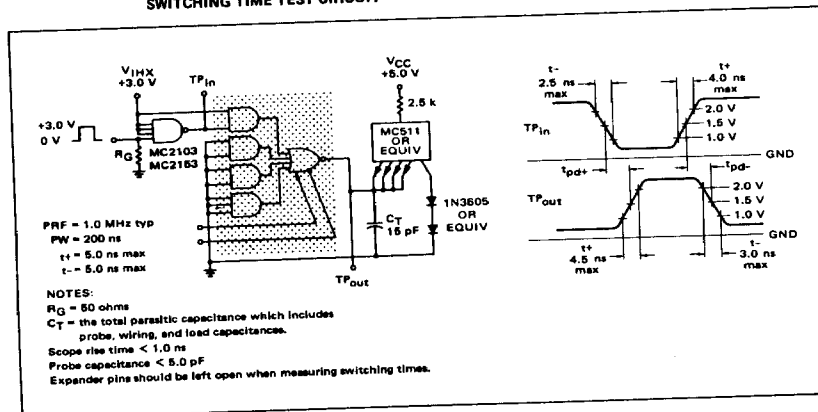 SWITCHING TIME TEST CIRCUIT
VIHX
+3.0 V
TPin
+3.0 V
0 V
RG
MC2103
MC2153
VCC
+5.0 V
2.5 k
MC511
OR
EQUIV
CT
15 pF
1N3605
OR
EQUIV
TPout
PRF = 1.0 MHz typ
PW = 200 ns
t+ = 5.0 ns max
t- = 5.0 ns max
NOTES:
RG = 50 ohms
CT = the total parasitic capacitance which includes
probe, wiring, and load capacitances.
Scope rise time < 1.0 ns
Probe capacitance < 5.0 pF
Expander pins should be left open when measuring switching times.
t-
2.5 ns
max
t+
4.0 ns
max
2.0 V
1.5 V
1.0 V
TPin
GND
tpd+
tpd-
TPout
2.0 V
1.5 V
1.0 V
GND
t+
4.5 ns
max
t-
3.0 ns
max